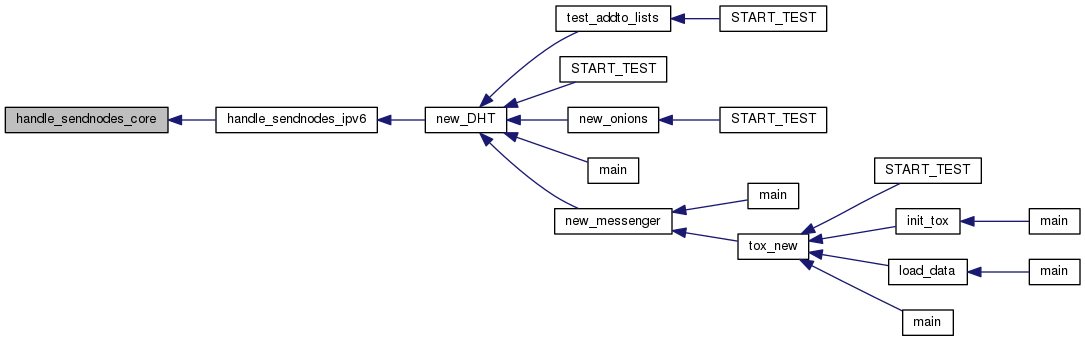 test_addto_lists
START_TEST
START_TEST
handle_sendnodes_core
handle_sendnodes_ipv6
new_DHT
new_onions
START_TEST
main
START_TEST
main
new_messenger
init_tox
main
tox_new
load_data
main
main